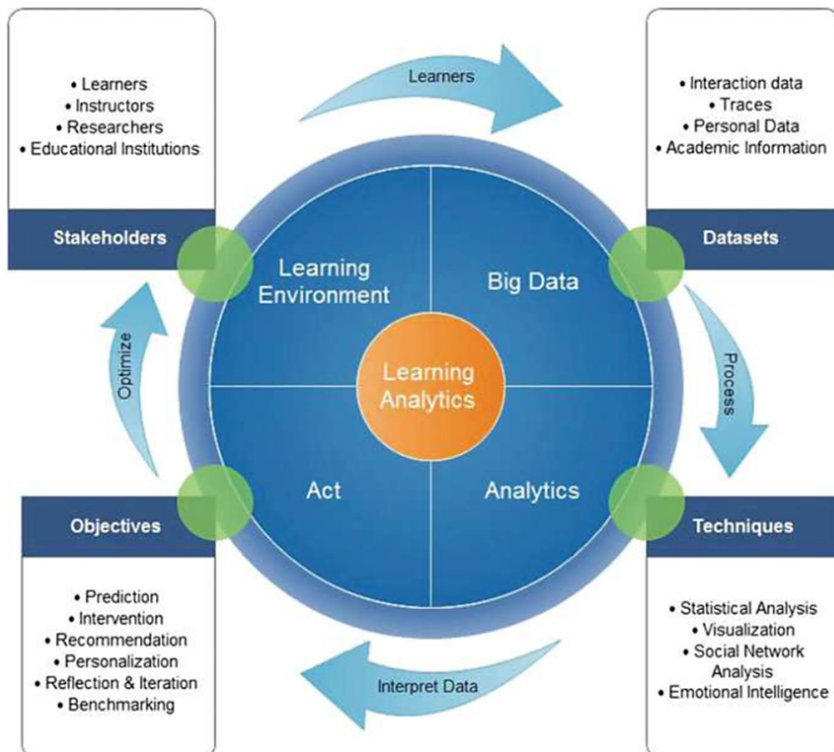 • Learners
• Instructors
• Researchers
• Educational Institutions
Stakeholders
Learners
• Interaction data
• Traces
• Personal Data
• Academic Information
Datasets
Learning
Environment
Big Data
Learning
Analytics
Act
Analytics
Optimize
Process
Objectives
• Prediction
• Intervention
• Recommendation
• Personalization
• Reflection & Iteration
• Benchmarking
Interpret Data
Techniques
• Statistical Analysis
• Visualization
• Social Network
Analysis
• Emotional Intelligence